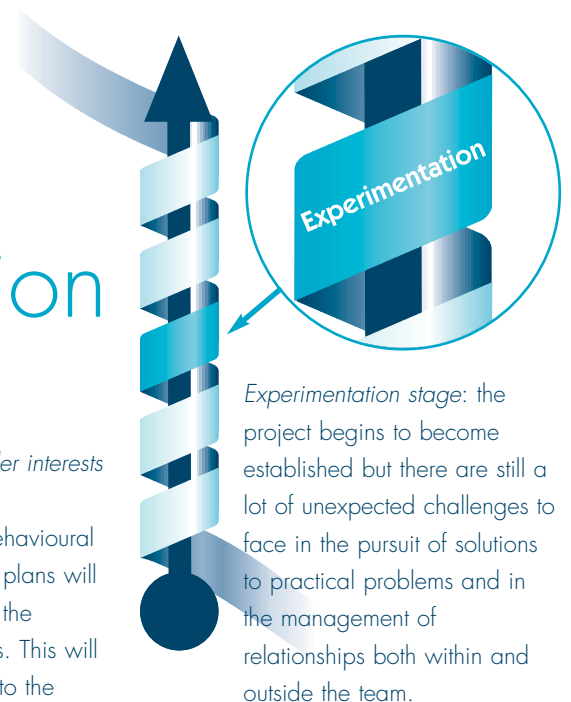 Experimentation
on
interests
plans will
the
This will
to the
Experimentation stage: the
project begins to become
established but there are still a
lot of unexpected challenges to
face in the pursuit of solutions
to practical problems and in
the management of
relationships both within and
outside the team.